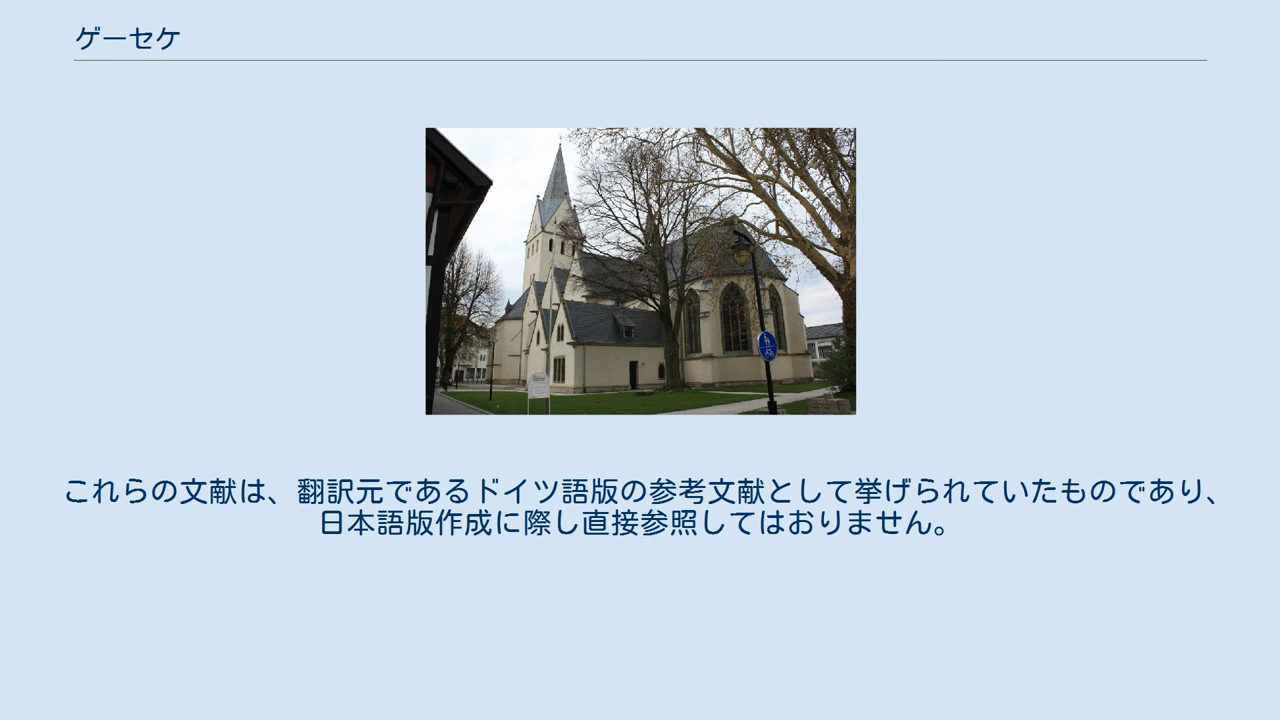 ゲーセケ
これらの文献は、翻訳元であるドイツ語版の参考文献として挙げられていたものであり、
日本語版作成に際し直接参照してはおりません。